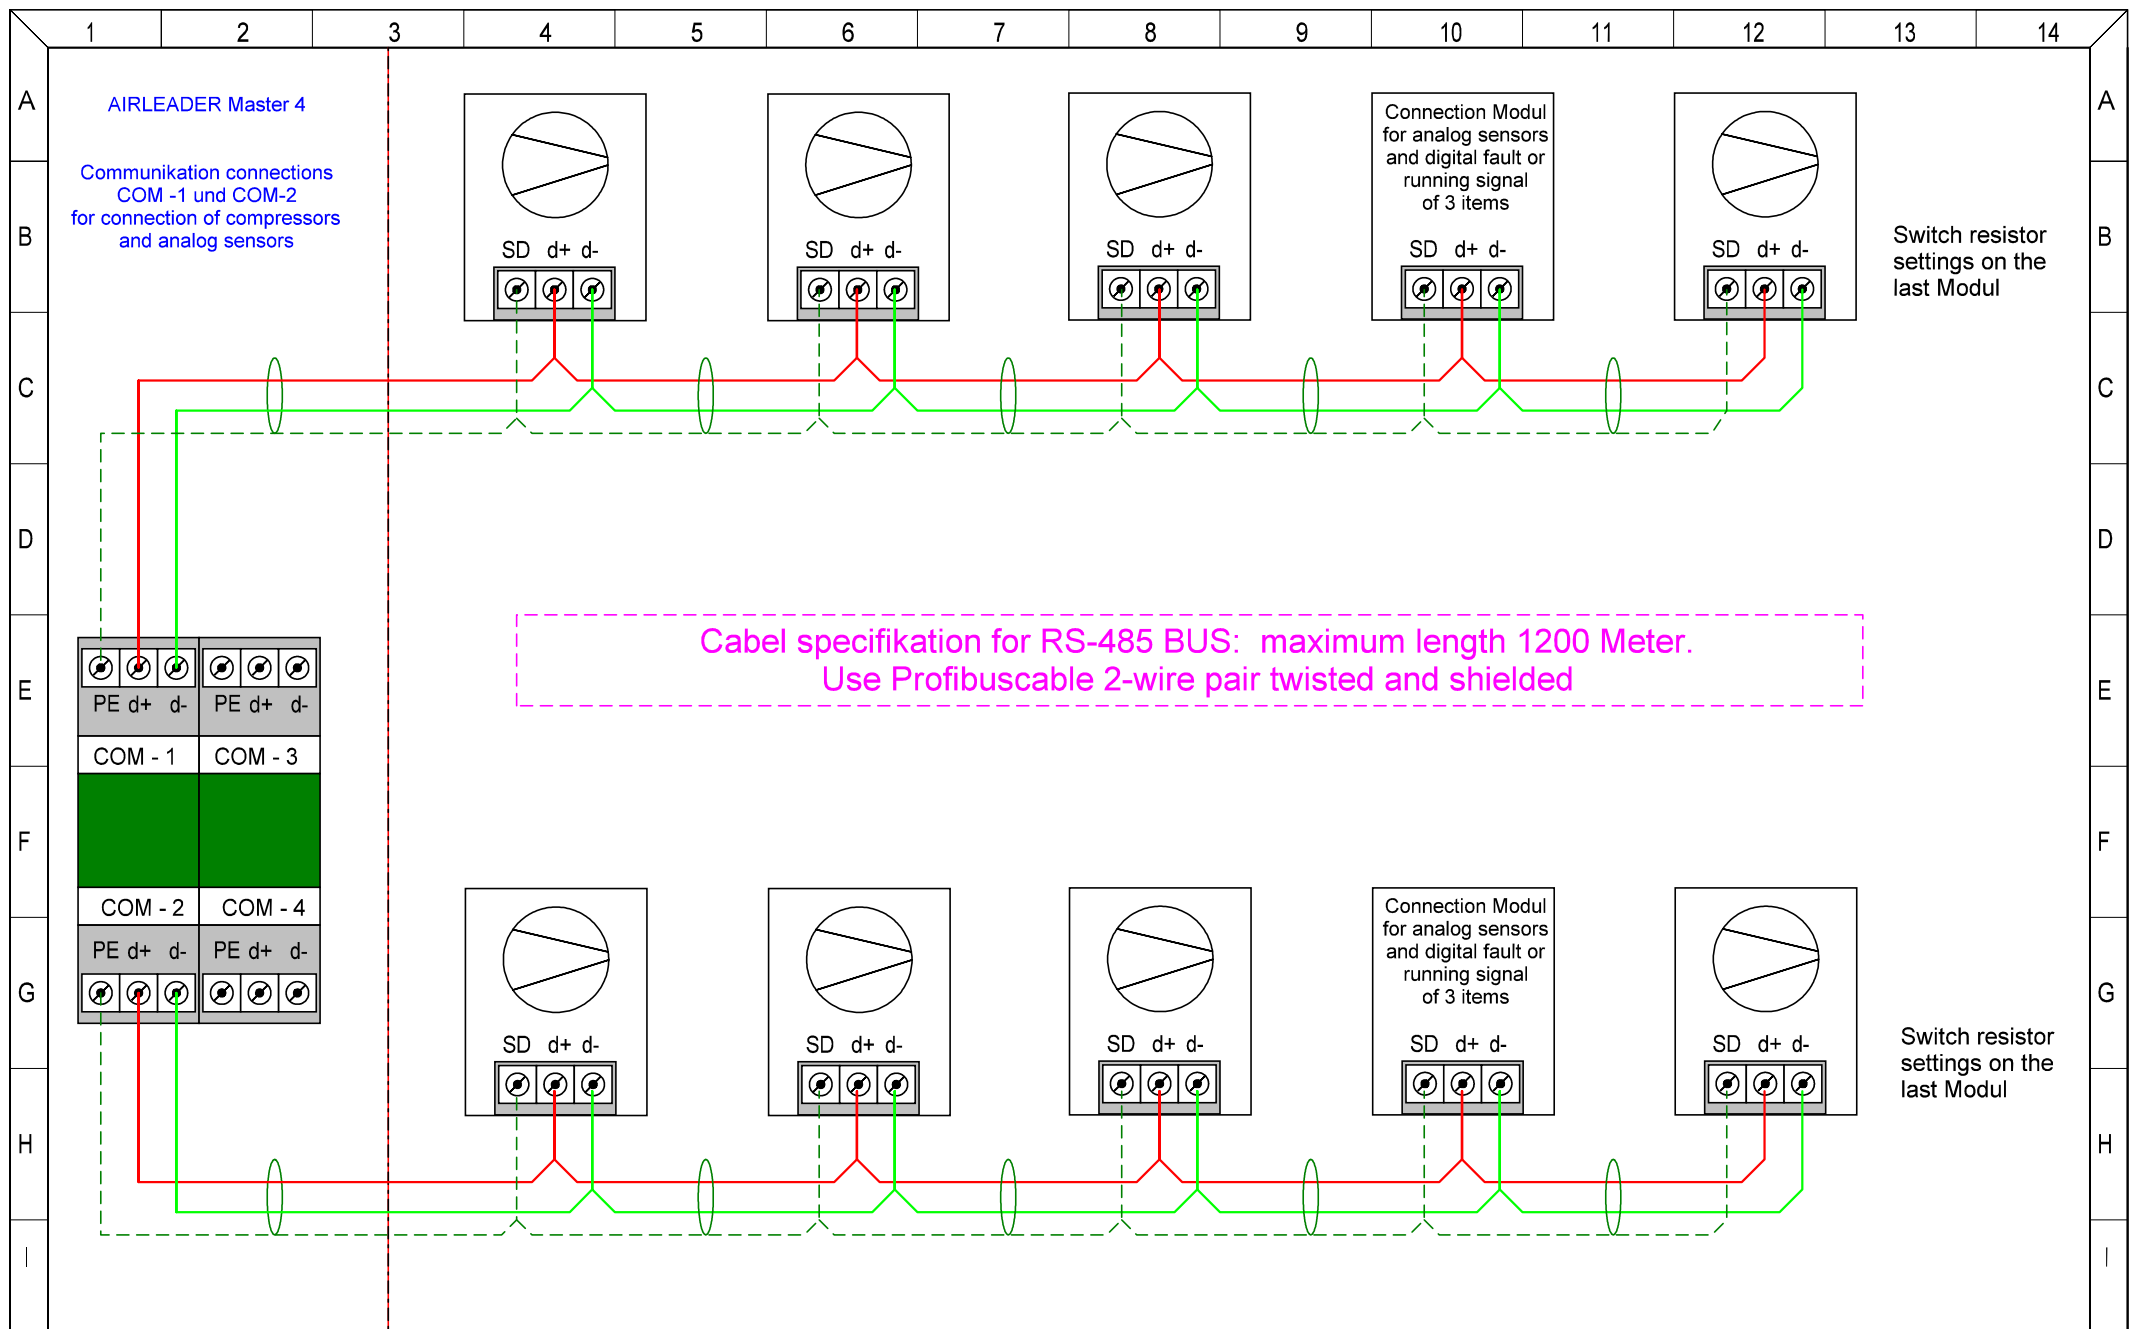 1 2 3 4 5 6 7 8 9 10 11 12 13 14
A A
AIRLEADER Master 4
Communikation connections
COM -1 und COM-2
for connection of compressors
and analog sensors
Connection Modul
for analog sensors
and digital fault or
running signal
of 3 items
B B
SD d+ d- SD d+ d- SD d+ d- SD d+ d- SD d+ d-
Switch resistor
settings on the
last Modul
C C
D D
Cabel specifikation for RS-485 BUS:  maximum length 1200 Meter.
Use Profibuscable 2-wire pair twisted and shielded
E E
PE d+ d- PE d+ d-
COM - 1 COM - 3
F F
COM - 2 COM - 4
PE d+ d- PE d+ d-
Connection Modul
for analog sensors
and digital fault or
running signal
of 3 items
G G
SD d+ d- SD d+ d- SD d+ d- SD d+ d- SD d+ d-
Switch resistor
settings on the
last Modul
H H
I I